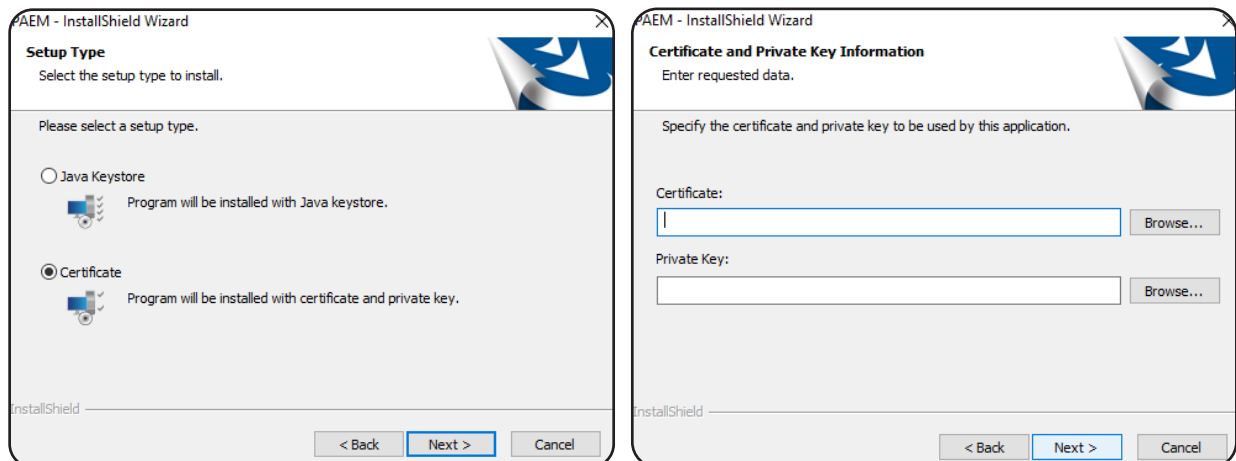 PAEM - InstallShield Wizard
Setup Type
Select the setup type to install.
Please select a setup type.
Java Keystore
Program will be installed with Java keystore.
Certificate
Program will be installed with certificate and private key.
InstallShield
< Back
Next >
Cancel
PAEM - InstallShield Wizard
Certificate and Private Key Information
Enter requested data.
Specify the certificate and private key to be used by this application.
Certificate:
Browse...
Private Key:
Browse...
InstallShield
< Back
Next >
Cancel